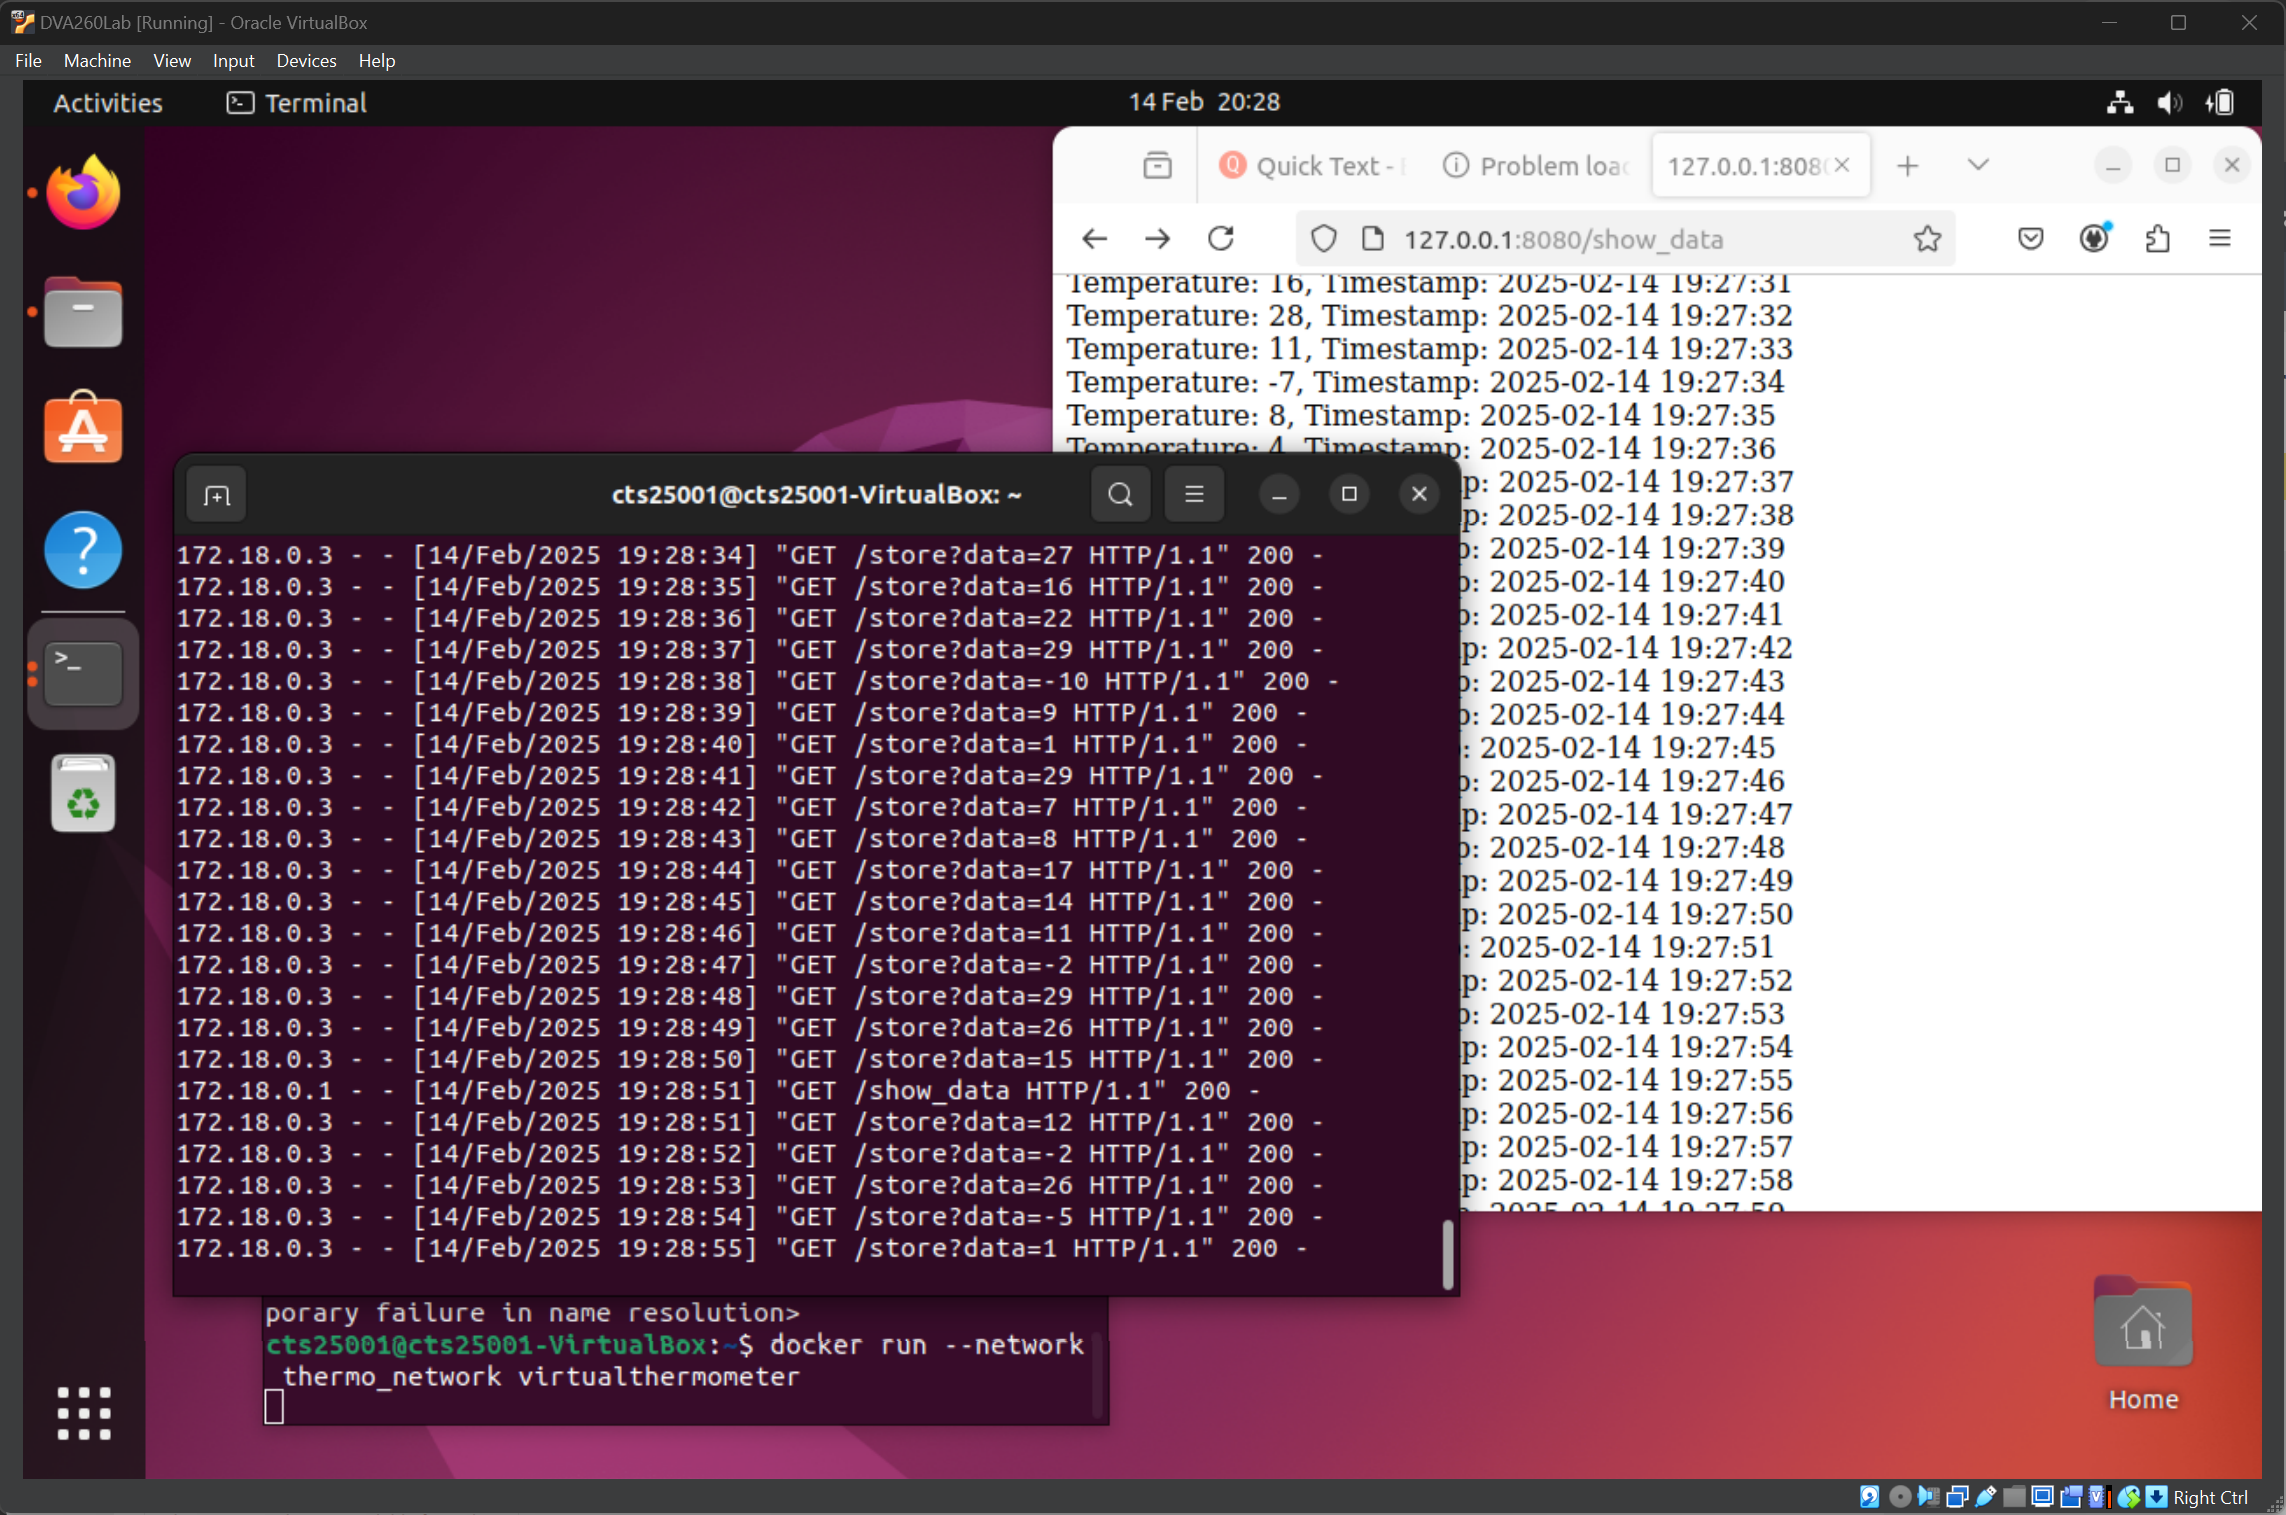 DVA260Lab [Running] - Oracle VirtualBox
File Machine View Input Devices Help
Activities Terminal 14 Feb 20:28
Quick Text - Problem loa 127.0.0.1:808
127.0.0.1:8080/show_data
Temperature: 16, Timestamp: 2025-02-14 19:27:31
Temperature: 28, Timestamp: 2025-02-14 19:27:32
Temperature: 11, Timestamp: 2025-02-14 19:27:33
Temperature: -7, Timestamp: 2025-02-14 19:27:34
Temperature: 8, Timestamp: 2025-02-14 19:27:35
Temperature: 4, Timestamp: 2025-02-14 19:27:36
p: 2025-02-14 19:27:37
p: 2025-02-14 19:27:38
p: 2025-02-14 19:27:39
p: 2025-02-14 19:27:40
p: 2025-02-14 19:27:41
p: 2025-02-14 19:27:42
p: 2025-02-14 19:27:43
p: 2025-02-14 19:27:44
: 2025-02-14 19:27:45
p: 2025-02-14 19:27:46
p: 2025-02-14 19:27:47
p: 2025-02-14 19:27:48
p: 2025-02-14 19:27:49
p: 2025-02-14 19:27:50
: 2025-02-14 19:27:51
p: 2025-02-14 19:27:52
p: 2025-02-14 19:27:53
p: 2025-02-14 19:27:54
p: 2025-02-14 19:27:55
p: 2025-02-14 19:27:56
p: 2025-02-14 19:27:57
p: 2025-02-14 19:27:58
2025-02-14 19:27:59
cts25001@cts25001-VirtualBox: ~
172.18.0.3 - - [14/Feb/2025 19:28:34] "GET /store?data=27 HTTP/1.1" 200 -
172.18.0.3 - - [14/Feb/2025 19:28:35] "GET /store?data=16 HTTP/1.1" 200 -
172.18.0.3 - - [14/Feb/2025 19:28:36] "GET /store?data=22 HTTP/1.1" 200 -
172.18.0.3 - - [14/Feb/2025 19:28:37] "GET /store?data=29 HTTP/1.1" 200 -
172.18.0.3 - - [14/Feb/2025 19:28:38] "GET /store?data=-10 HTTP/1.1" 200 -
172.18.0.3 - - [14/Feb/2025 19:28:39] "GET /store?data=9 HTTP/1.1" 200 -
172.18.0.3 - - [14/Feb/2025 19:28:40] "GET /store?data=1 HTTP/1.1" 200 -
172.18.0.3 - - [14/Feb/2025 19:28:41] "GET /store?data=29 HTTP/1.1" 200 -
172.18.0.3 - - [14/Feb/2025 19:28:42] "GET /store?data=7 HTTP/1.1" 200 -
172.18.0.3 - - [14/Feb/2025 19:28:43] "GET /store?data=8 HTTP/1.1" 200 -
172.18.0.3 - - [14/Feb/2025 19:28:44] "GET /store?data=17 HTTP/1.1" 200 -
172.18.0.3 - - [14/Feb/2025 19:28:45] "GET /store?data=14 HTTP/1.1" 200 -
172.18.0.3 - - [14/Feb/2025 19:28:46] "GET /store?data=11 HTTP/1.1" 200 -
172.18.0.3 - - [14/Feb/2025 19:28:47] "GET /store?data=-2 HTTP/1.1" 200 -
172.18.0.3 - - [14/Feb/2025 19:28:48] "GET /store?data=29 HTTP/1.1" 200 -
172.18.0.3 - - [14/Feb/2025 19:28:49] "GET /store?data=26 HTTP/1.1" 200 -
172.18.0.3 - - [14/Feb/2025 19:28:50] "GET /store?data=15 HTTP/1.1" 200 -
172.18.0.1 - - [14/Feb/2025 19:28:51] "GET /show_data HTTP/1.1" 200 -
172.18.0.3 - - [14/Feb/2025 19:28:51] "GET /store?data=12 HTTP/1.1" 200 -
172.18.0.3 - - [14/Feb/2025 19:28:52] "GET /store?data=-2 HTTP/1.1" 200 -
172.18.0.3 - - [14/Feb/2025 19:28:53] "GET /store?data=26 HTTP/1.1" 200 -
172.18.0.3 - - [14/Feb/2025 19:28:54] "GET /store?data=-5 HTTP/1.1" 200 -
172.18.0.3 - - [14/Feb/2025 19:28:55] "GET /store?data=1 HTTP/1.1" 200 -
porary failure in name resolution>
cts25001@cts25001-VirtualBox:~$ docker run --network
thermo_network virtualthermometer
Home
Right Ctrl